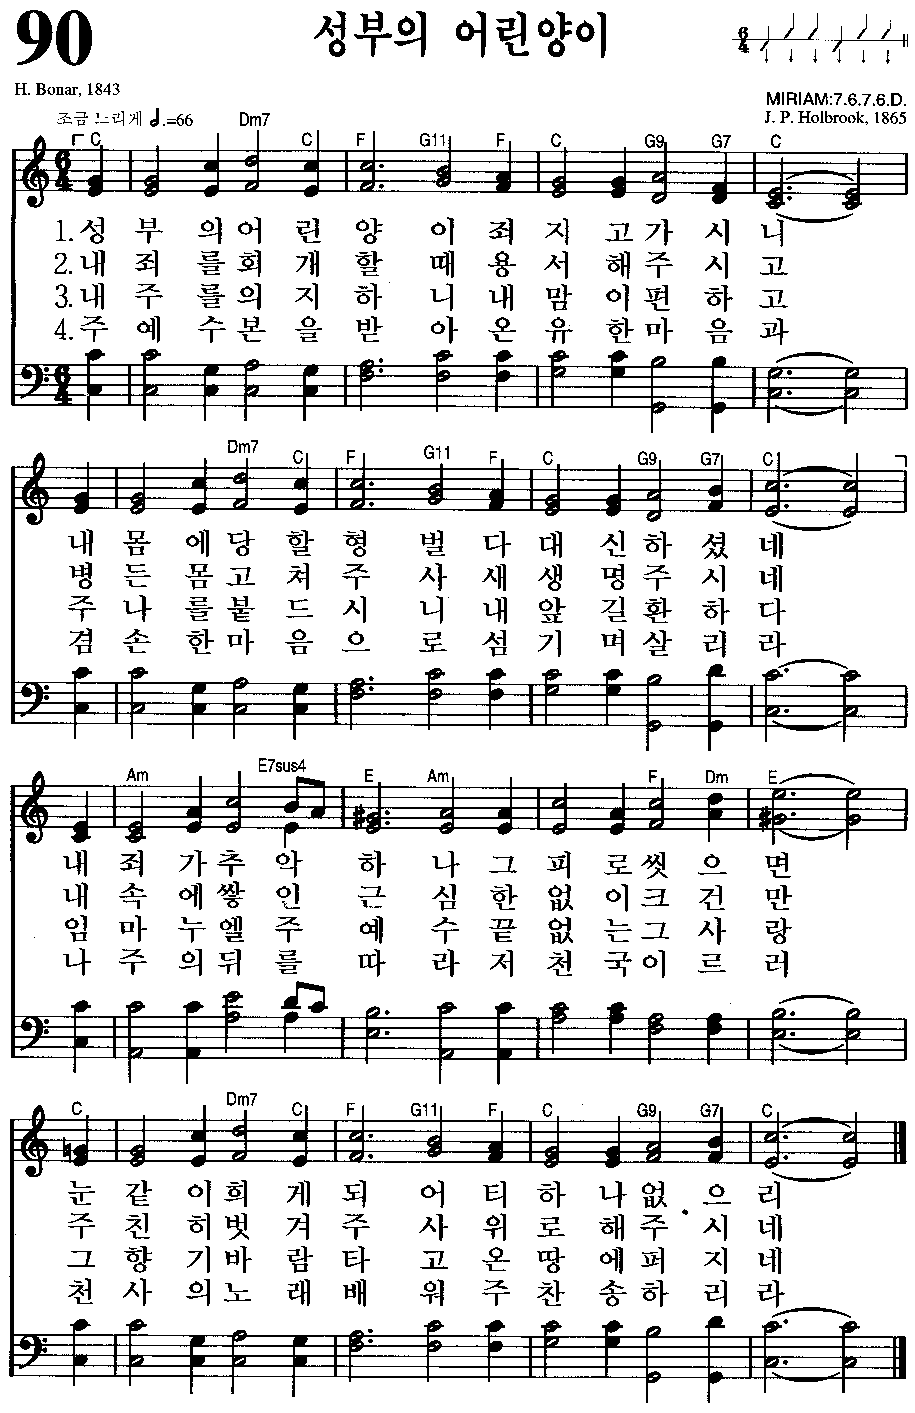 90
성부의 어린양이
6 4
H. Bonar, 1843
MIRIAM:7.6.7.6.D.
조금 느리게 =66
J. P. Holbrook, 1865
C Dm7 C F G11 F C G9 G7 C
1.성 부 의어 린 양 이 죄 지 고가 시 니
2.내 죄 를회 개 할 때 용 서 해주 시 고
3.내 주 를의 지 하 니 내 맘 이편 하 고
4.주 예 수본 을 받 아 온 유 한마 음 과
Dm7 C F G11 F C G9 G7 C
내 몸 에당 할 형 벌 다 대 신하 셨 네
병 든 몸고 쳐 주 사 새 생 명주 시 네
주 나 를붙 드 시 니 내 앞 길환 하 다
겸 손 한마 음 으 로 섬 기 며살 리 라
Am E7sus4 E Am F Dm E
내 죄 가추 악 하 나 그 피 로씻 으 면
내 속 에쌓 인 근 심 한 없 이크 건 만
임 마 누엘 주 예 수 끝 없 는그 사 랑
나 주 의뒤 를 따 라 저 천 국이 르 러
C Dm7 C F G11 F C G9 G7 C
눈 같 이희 게 되 어 티 하 나없 으 리
주 친 히벗 겨 주 사 위 로 해주 시 네
그 향 기바 람 타 고 온 땅 에퍼 지 네
천 사 의노 래 배 워 주 찬 송하 리 라